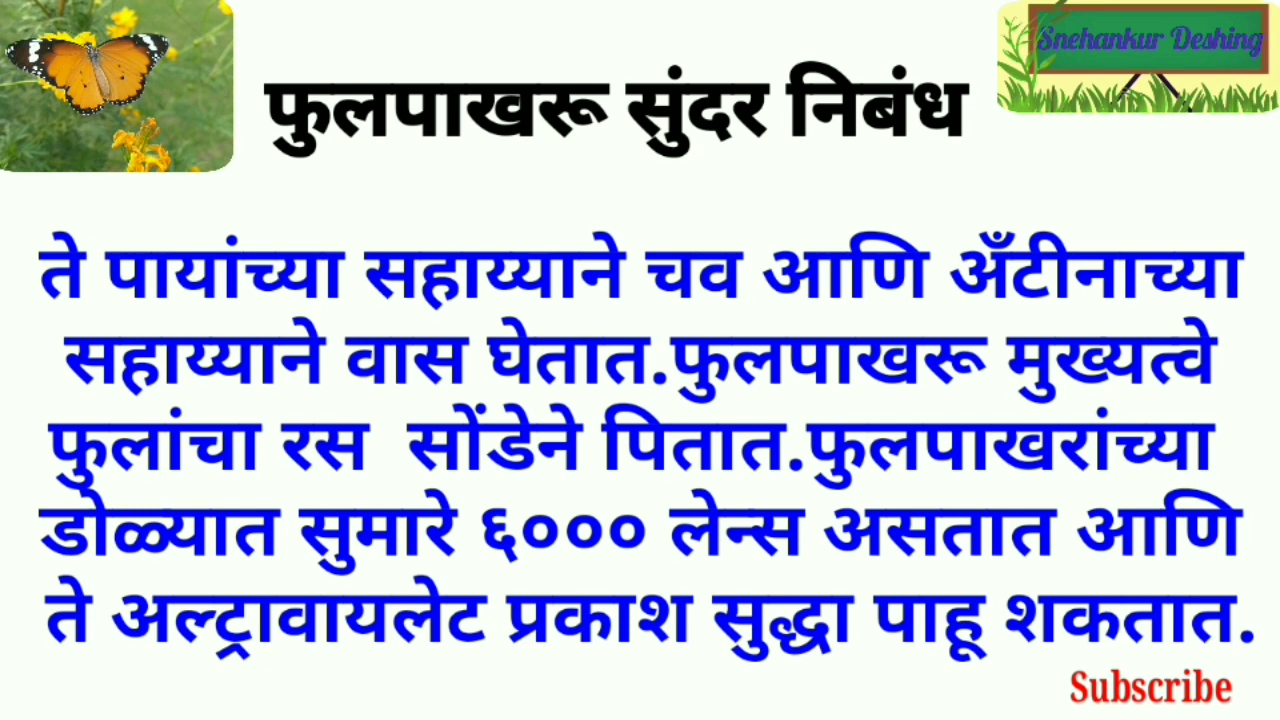 Snehankur Deshing
फुलपाखरू सुंदर निबंध
ते पायांच्या सहाय्याने चव आणि अँटीनाच्या
सहाय्याने वास घेतात.फुलपाखरू मुख्यत्वे
फुलांचा रस सोंडेने पितात.फुलपाखरांच्या
डोळ्यात सुमारे ६००० लेन्स असतात आणि
ते अल्ट्रावायलेट प्रकाश सुद्धा पाहू शकतात.
Subscribe